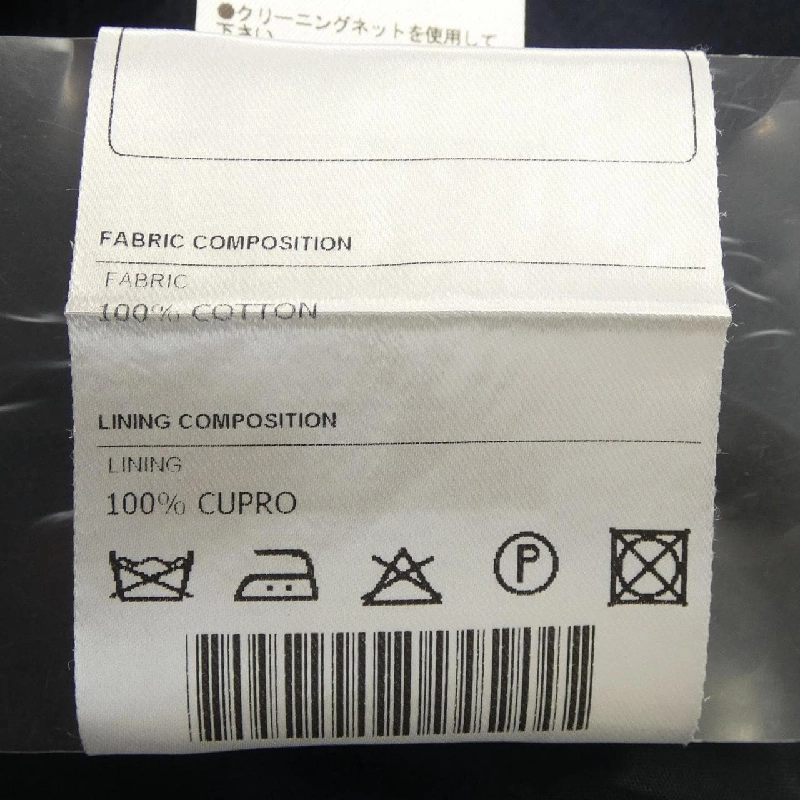 ●クリーニングネットを使用して
下さい
FABRIC COMPOSITION
FABRIC
100% COTTON
LINING COMPOSITION
LINING
100% CUPRO
P